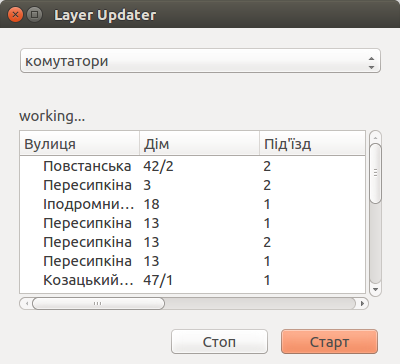 Layer Updater
комутатори
working...
Вулиця Дім Під'їзд
Повстанська 42/2 2
Пересипкіна 3 2
Іподромни... 18 1
Пересипкіна 13 1
Пересипкіна 13 2
Пересипкіна 13 1
Козацький... 47/1 1
Стоп Старт